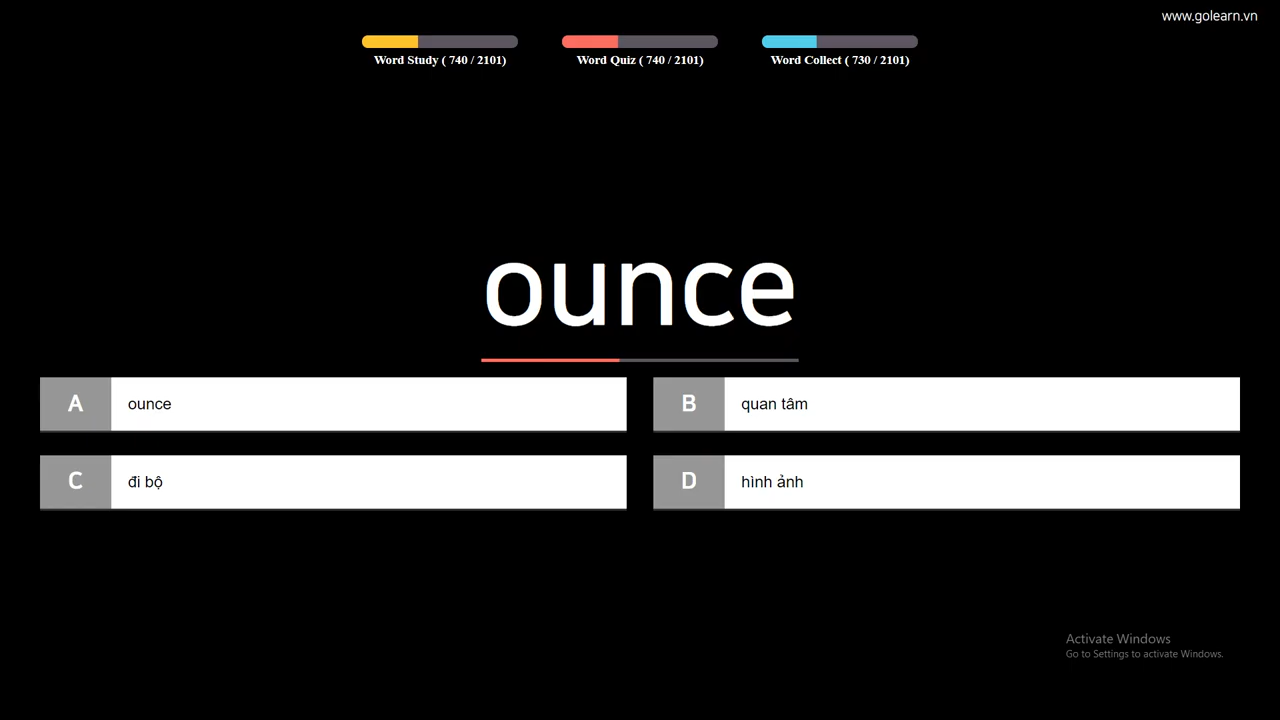 www.golearn.vn
Word Study ( 740 / 2101)
Word Quiz ( 740 / 2101)
Word Collect ( 730 / 2101)
ounce
A ounce
B quan tâm
C đi bộ
D hình ảnh
Activate Windows
Go to Settings to activate Windows.